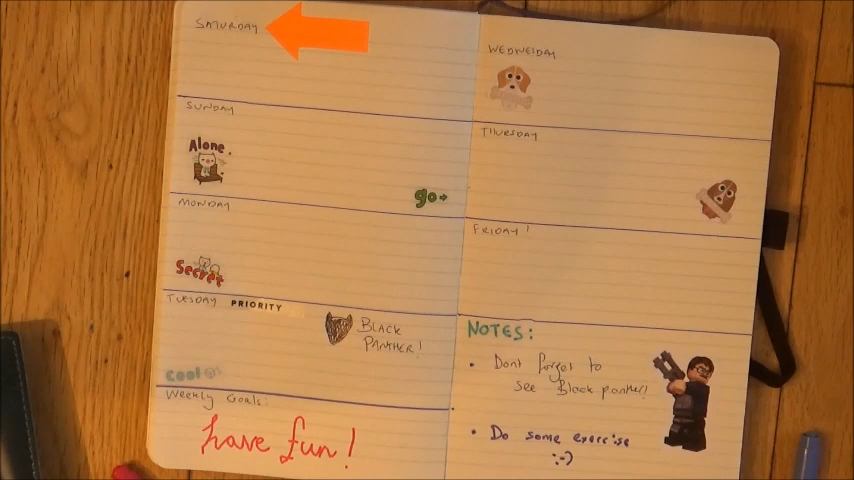 SATURDAY
SUNDAY
Alone.
go→
MONDAY
Secret
TUESDAY PRIORITY
BLACK
PANTHER!
cool
Weekly Goals:
have fun!
WEDNESDAY
THURSDAY
FRIDAY!
NOTES:
• Dont forget to
see Black panther!
• Do some exercise
:-)